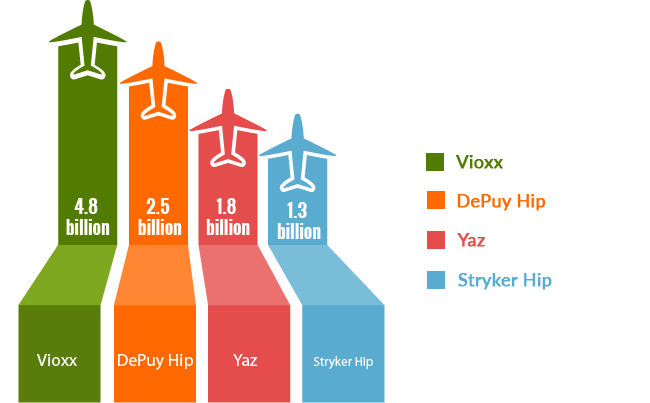 4.8
billion
2.5
billion
1.8
billion
1.3
billion
Vioxx
DePuy Hip
Yaz
Stryker Hip
Vioxx
DePuy Hip
Yaz
Stryker Hip